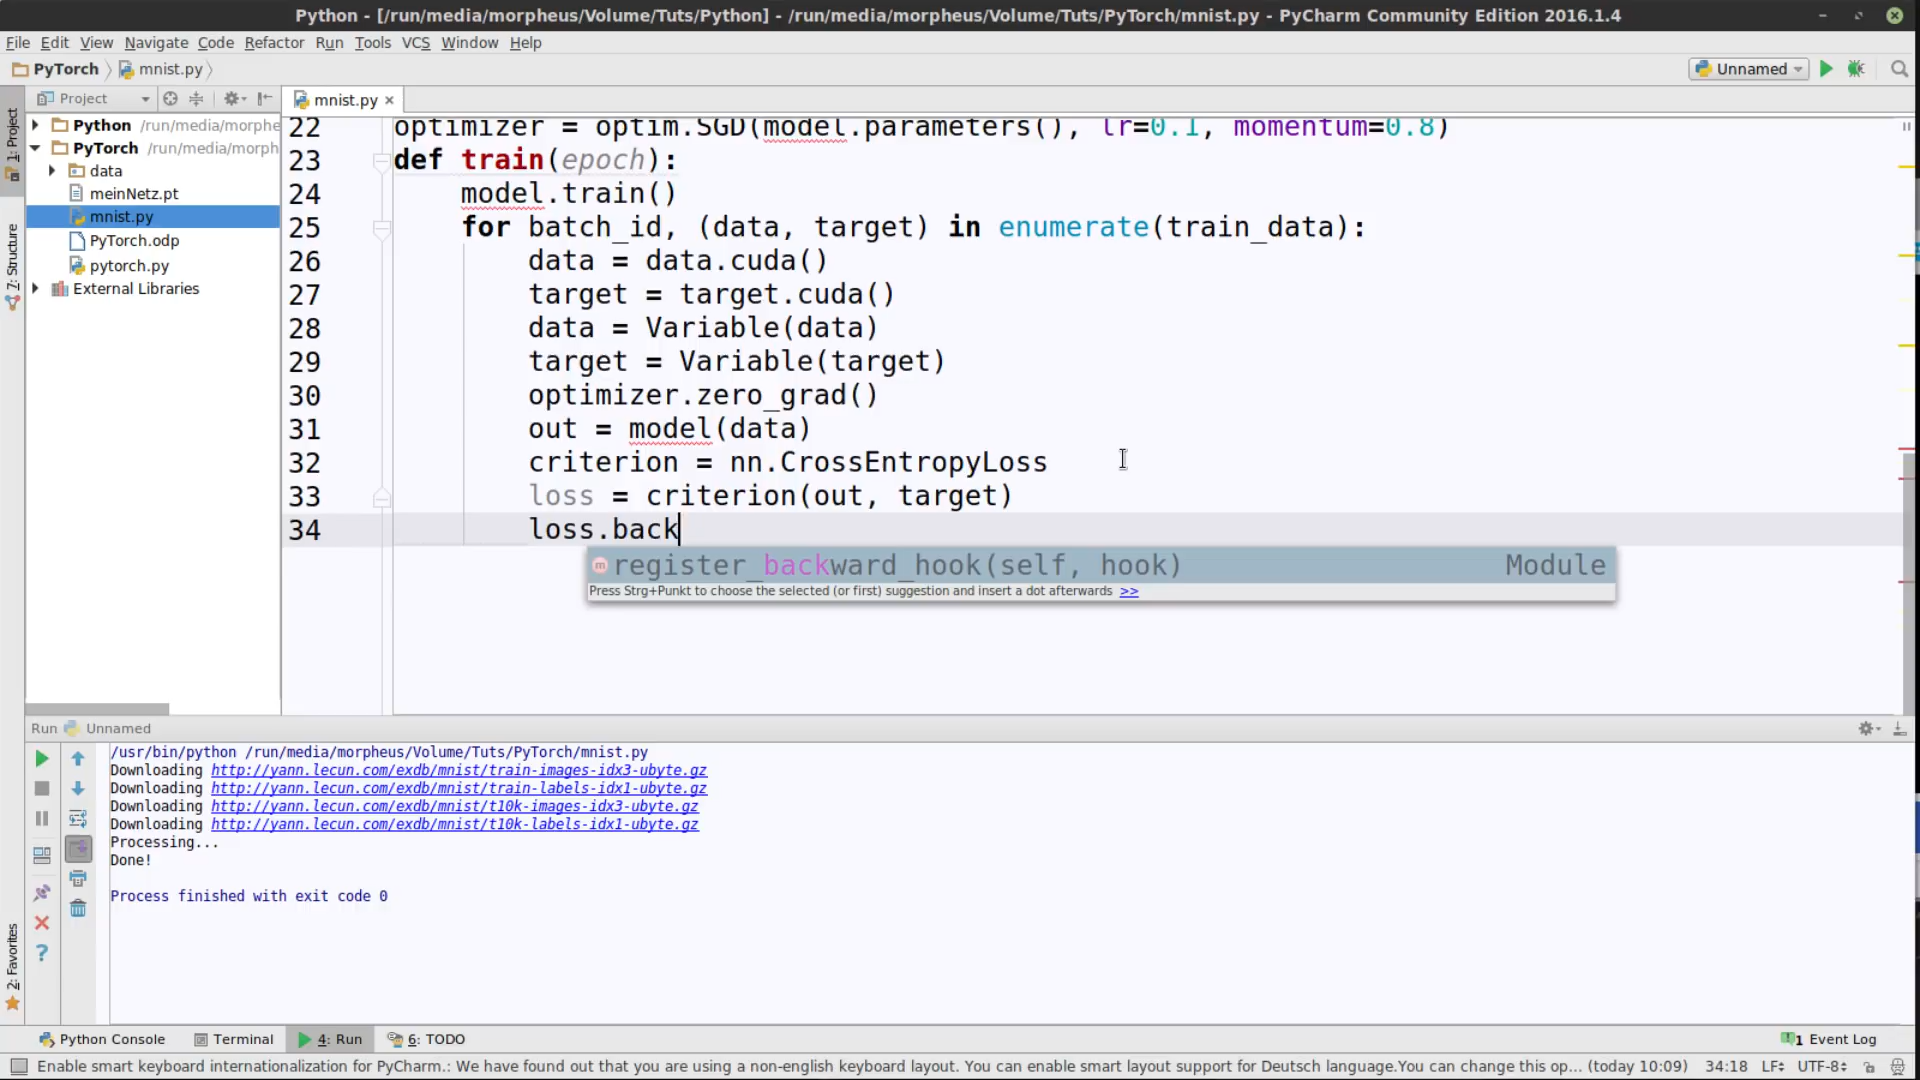 Python - [/run/media/morpheus/Volume/Tuts/Python] - /run/media/morpheus/Volume/Tuts/PyTorch/mnist.py - PyCharm Community Edition 2016.1.4
File Edit View Navigate Code Refactor Run Tools VCS Window Help
PyTorch mnist.py
Unnamed
Project
mnist.py
1: Project
7: Structure
2: Favorites
Python /run/media/morphe
PyTorch /run/media/morph
data
meinNetz.pt
mnist.py
PyTorch.odp
pytorch.py
External Libraries
22 optimizer = optim.SGD(model.parameters(), lr=0.1, momentum=0.8)
23 def train(epoch):
24 model.train()
25 for batch_id, (data, target) in enumerate(train_data):
26 data = data.cuda()
27 target = target.cuda()
28 data = Variable(data)
29 target = Variable(target)
30 optimizer.zero_grad()
31 out = model(data)
32 criterion = nn.CrossEntropyLoss
33 loss = criterion(out, target)
34 loss.back
register_backward_hook(self, hook) Module
Press Strg+Punkt to choose the selected (or first) suggestion and insert a dot afterwards >>
Run Unnamed
/usr/bin/python /run/media/morpheus/Volume/Tuts/PyTorch/mnist.py
Downloading http://yann.lecun.com/exdb/mnist/train-images-idx3-ubyte.gz
Downloading http://yann.lecun.com/exdb/mnist/train-labels-idx1-ubyte.gz
Downloading http://yann.lecun.com/exdb/mnist/t10k-images-idx3-ubyte.gz
Downloading http://yann.lecun.com/exdb/mnist/t10k-labels-idx1-ubyte.gz
Processing...
Done!
Process finished with exit code 0
Python Console Terminal 4: Run 6: TODO 1 Event Log
Enable smart keyboard internationalization for PyCharm.: We have found out that you are using a non-english keyboard layout. You can enable smart layout support for Deutsch language.You can change this op... (today 10:09) 34:18 LF UTF-8